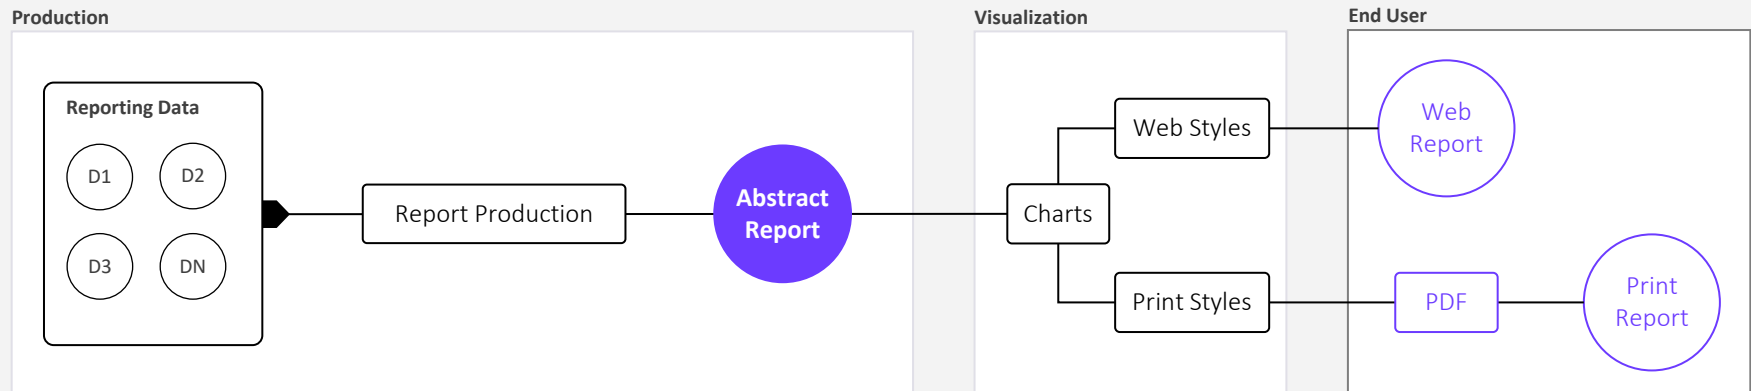 Production
Visualization
End User
Reporting Data
D1
D2
D3
DN
Report Production
Abstract
Report
Charts
Web Styles
Print Styles
Web
Report
PDF
Print
Report